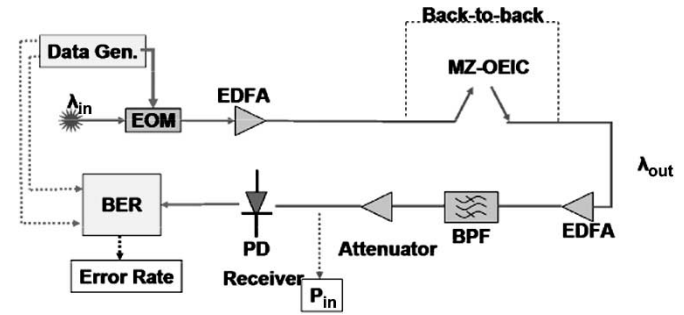 Back-to-back
Data Gen.
MZ-OEIC
λin
EDFA
EOM
λout
BER
PD
Attenuator
BPF
EDFA
Error Rate
Receiver
Pin